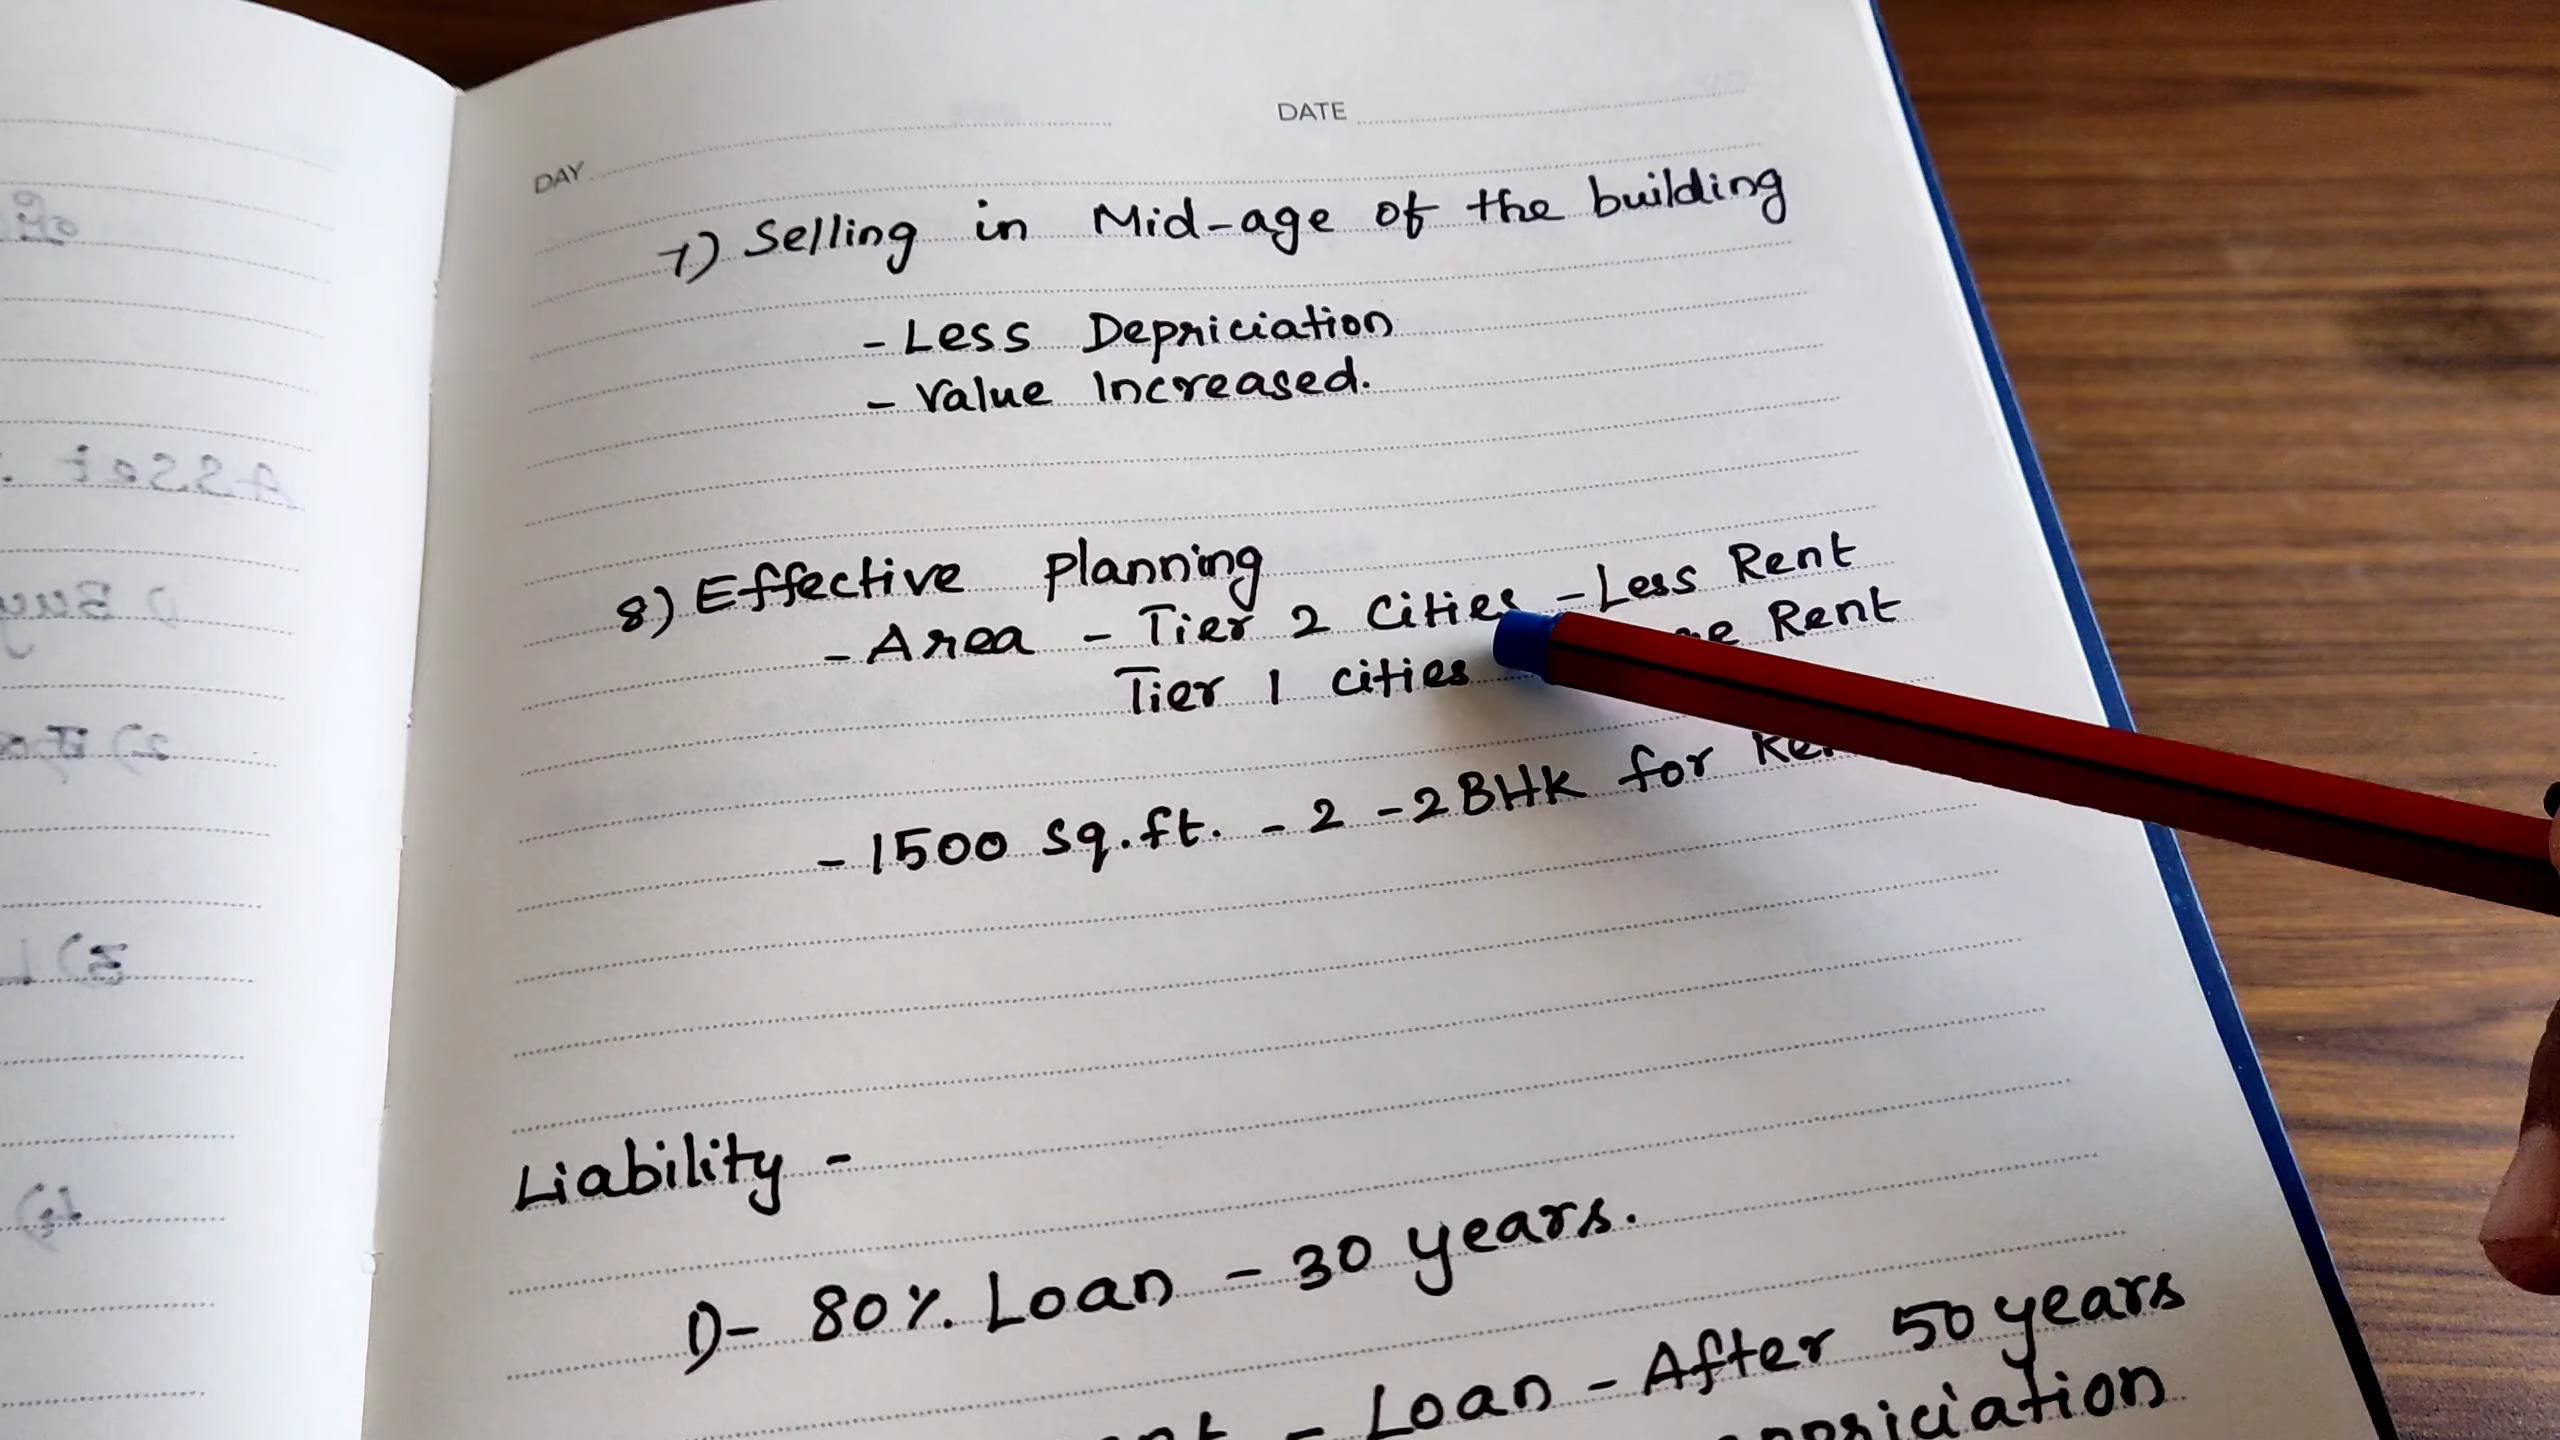 DAY DATE
7) Selling in Mid-age of the building
- Less Depriciation
- Value Increased.
8) Effective planning
- Area - Tier 2 Cities - Less Rent
Tier 1 cities Rent
- 1500 sq.ft. - 2 - 2BHK for
Liability -
1)- 80% Loan - 30 years.
- Loan - After 50 years